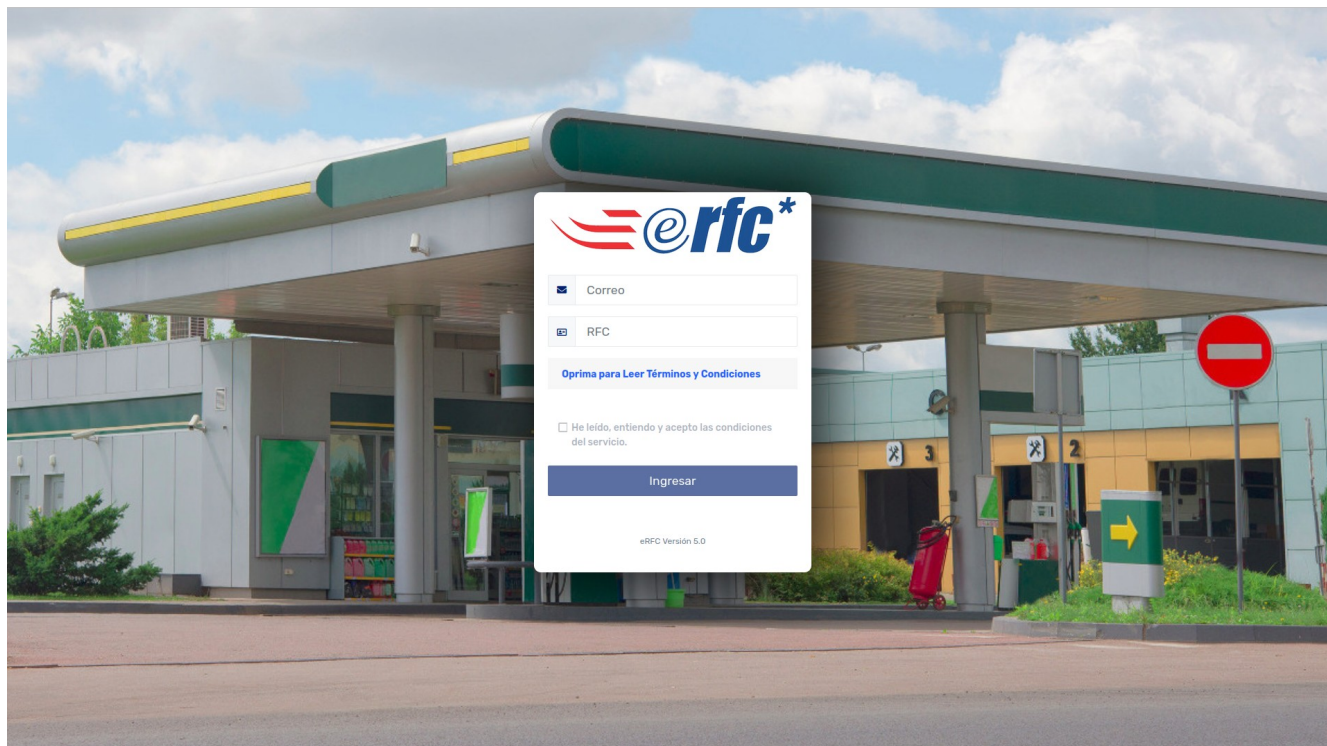 erfc*
Correo
RFC
Oprima para Leer Términos y Condiciones
He leído, entiendo y acepto las condiciones
del servicio.
3
2
Ingresar
eRFC Versión 5.0